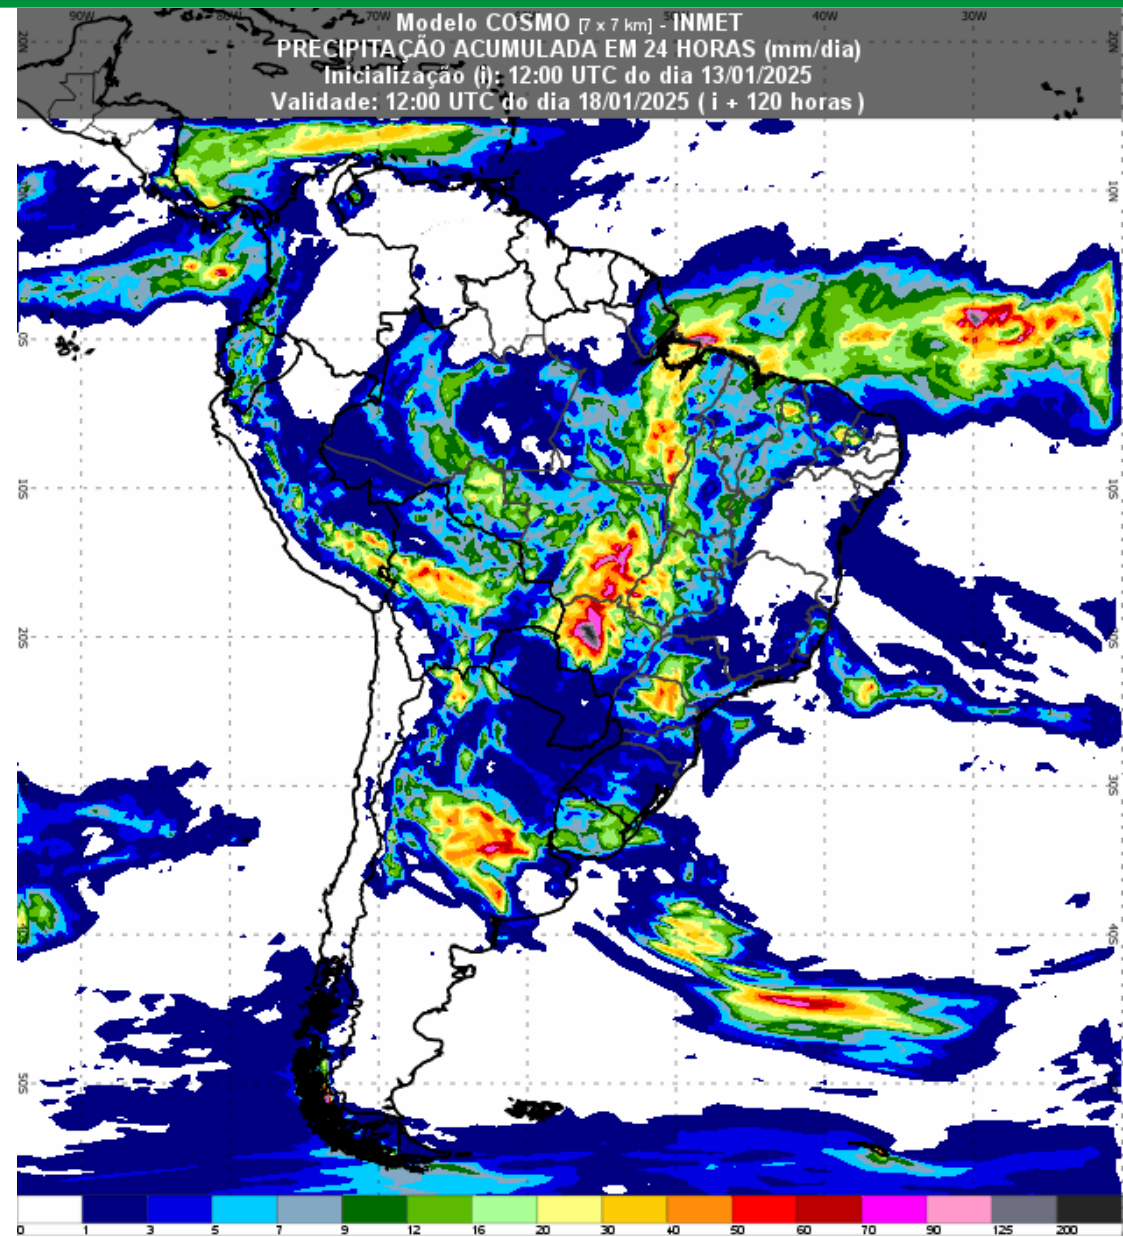 90W 70W 40W 30W
Modelo COSMO [7 x 7 km] - INMET
20N 20N
PRECIPITAÇÃO ACUMULADA EM 24 HORAS (mm/dia)
Inicialização (i): 12:00 UTC do dia 13/01/2025
Validade: 12:00 UTC do dia 18/01/2025 ( i + 120 horas )
10N
0S
10S 10S
20S 20S
30S
40S
50S
0 1 3 5 7 9 12 16 20 30 40 50 60 70 90 125 200